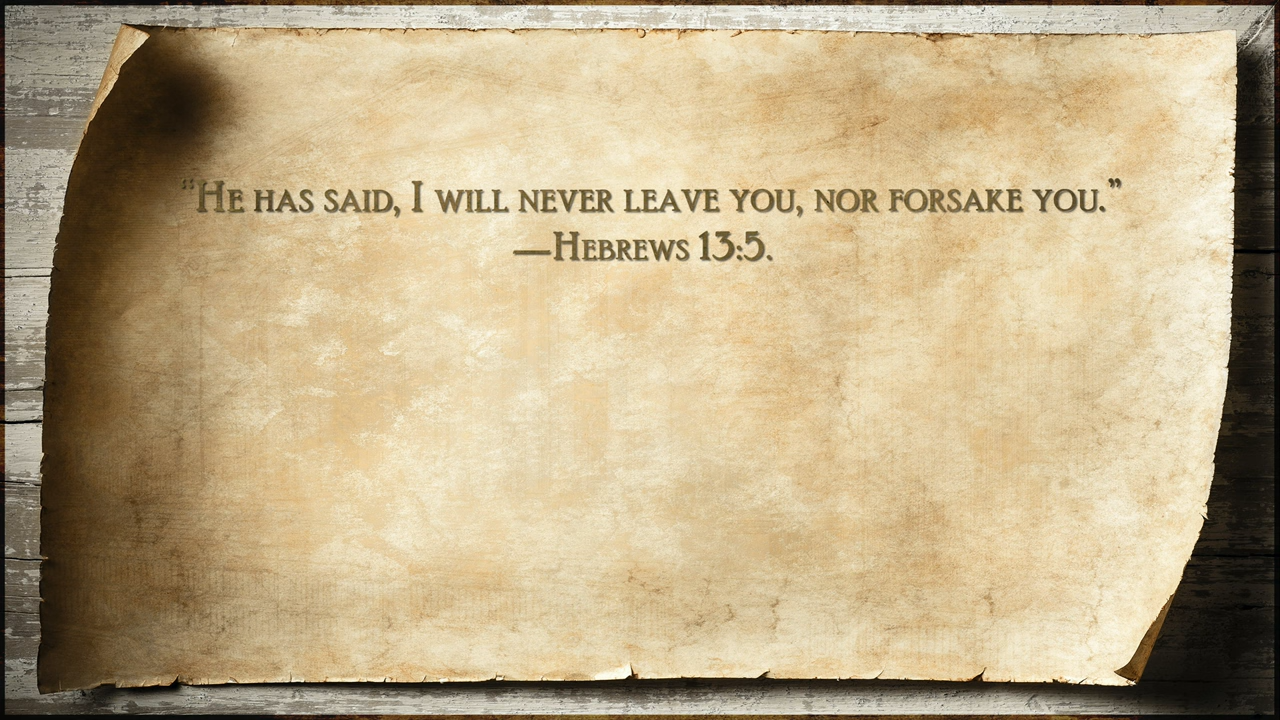 “He has said, I will never leave you, nor forsake you.”
—Hebrews 13:5.